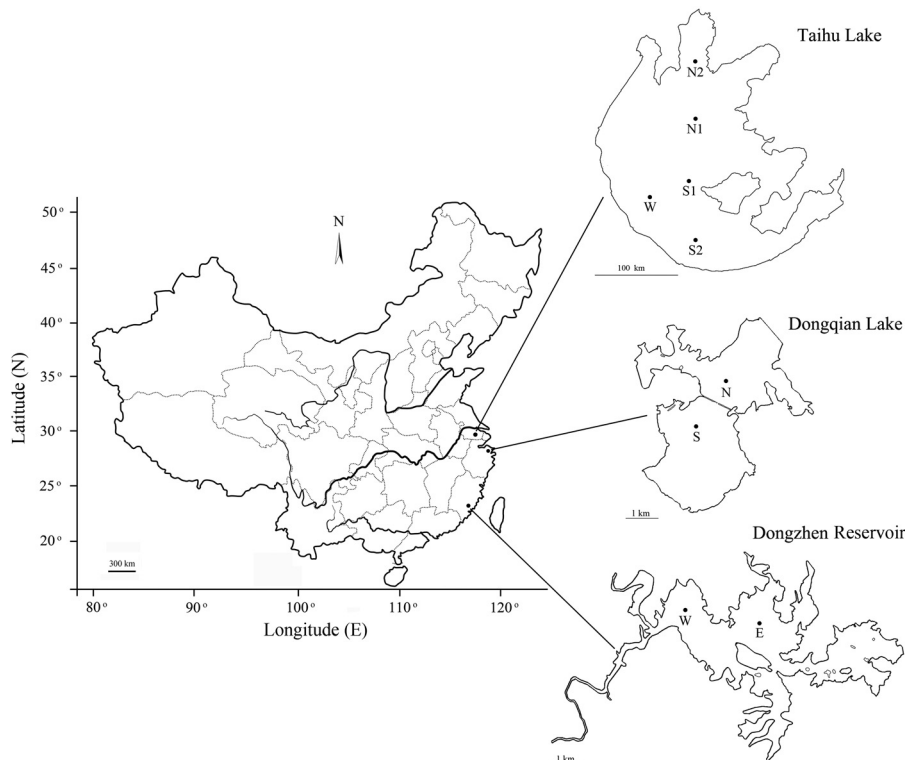 Taihu Lake
N2
N1
S1
W
S2
100 km
N
50°
45°
40°
35°
30°
25°
20°
Latitude (N)
300 km
80°
90°
100°
110°
120°
Longitude (E)
Dongqian Lake
N
S
1 km
Dongzhen Reservoir
W
E
1 km